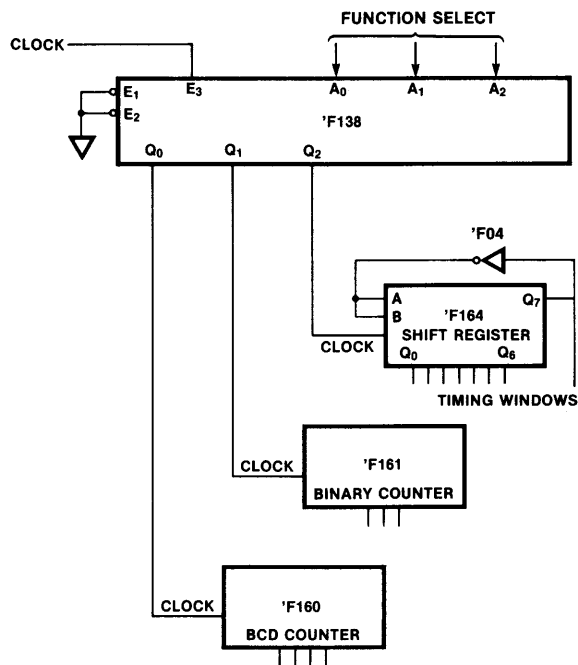 FUNCTION SELECT
CLOCK
E1 E3 A0 A1 A2
E2
'F138
Q0 Q1 Q2
'F04
A Q7
B 'F164
SHIFT REGISTER
CLOCK
Q0 Q6
TIMING WINDOWS
'F161
CLOCK
BINARY COUNTER
'F160
CLOCK
BCD COUNTER